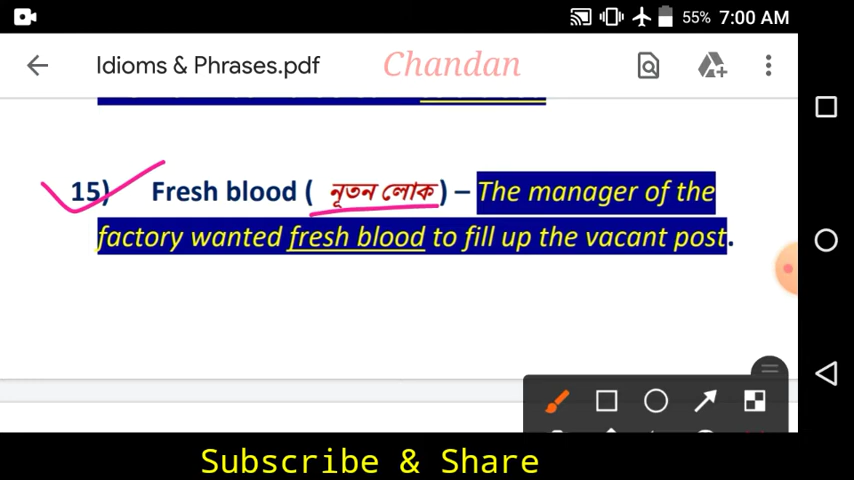 55% 7:00 AM
Idioms & Phrases.pdf Chandan
15) Fresh blood ( নূতন লোক ) – The manager of the
factory wanted fresh blood to fill up the vacant post.
Subscribe & Share